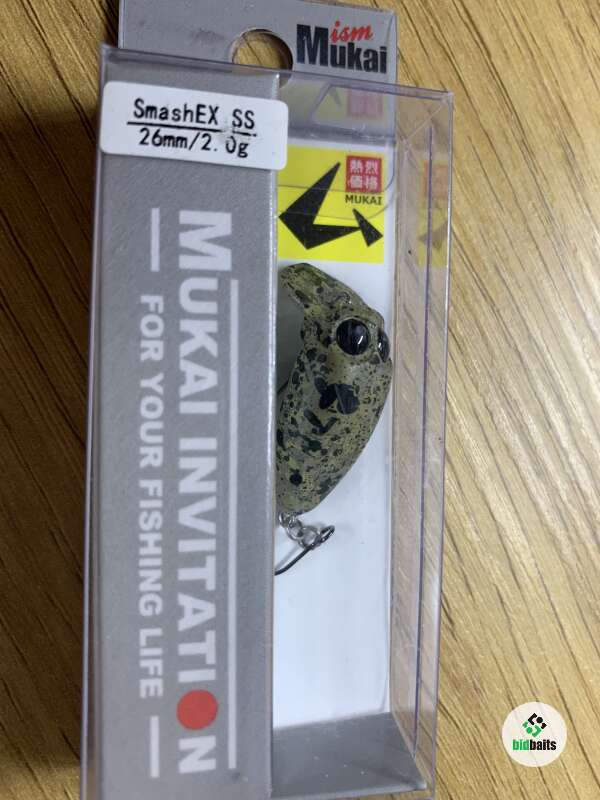 ism
Mukai
SmashEX SS
26mm/2.0g
熱烈
価格
MUKAI
MUKAI INVITATION
FOR YOUR FISHING LIFE
bidbaits